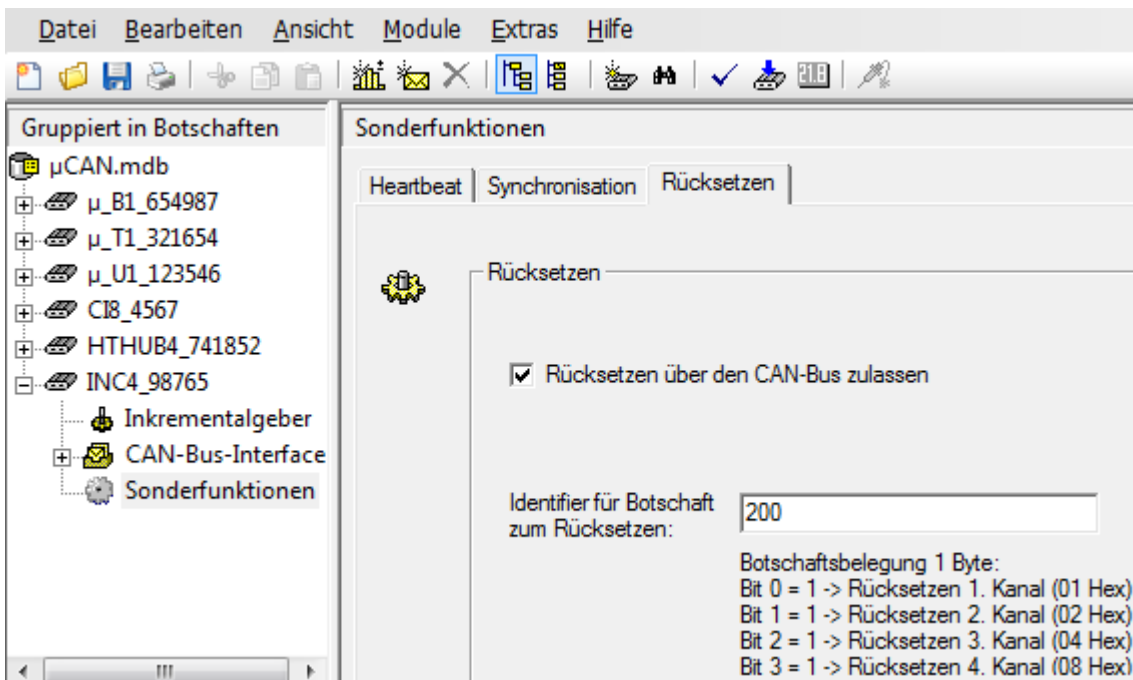 Datei Bearbeiten Ansicht Module Extras Hilfe
21.8
Gruppiert in Botschaften
µCAN.mdb
µ_B1_654987
µ_T1_321654
µ_U1_123546
CI8_4567
HTHUB4_741852
INC4_98765
Inkrementalgeber
CAN-Bus-Interface
Sonderfunktionen
Sonderfunktionen
Heartbeat Synchronisation Rücksetzen
Rücksetzen
Rücksetzen über den CAN-Bus zulassen
Identifier für Botschaft
zum Rücksetzen:
200
Botschaftsbelegung 1 Byte:
Bit 0 = 1 -> Rücksetzen 1. Kanal (01 Hex)
Bit 1 = 1 -> Rücksetzen 2. Kanal (02 Hex)
Bit 2 = 1 -> Rücksetzen 3. Kanal (04 Hex)
Bit 3 = 1 -> Rücksetzen 4. Kanal (08 Hex)